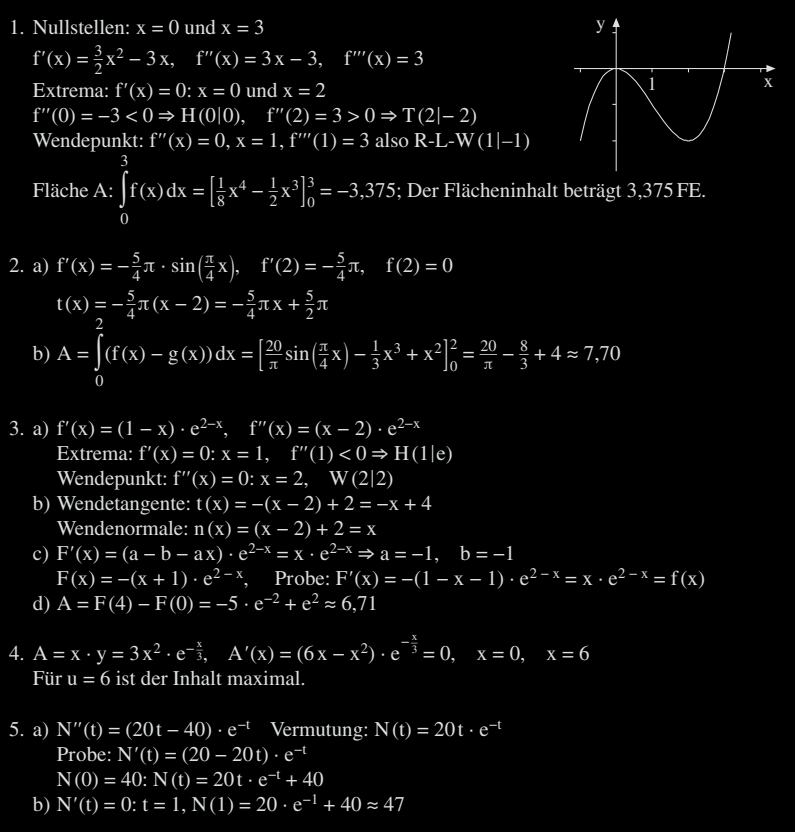 1. Nullstellen: x = 0 und x = 3
f′(x) = 3/2 x² − 3x, f′′(x) = 3x − 3, f′′′(x) = 3
Extrema: f′(x) = 0: x = 0 und x = 2
f′′(0) = −3 < 0 ⇒ H(0|0), f′′(2) = 3 > 0 ⇒ T(2|−2)
Wendepunkt: f′′(x) = 0, x = 1, f′′′(1) = 3 also R-L-W(1|−1)
Fläche A: ∫₀³ f(x) dx = [1/8 x⁴ − 1/2 x³]₀³ = −3,375; Der Flächeninhalt beträgt 3,375 FE.
y
1
x
2. a) f′(x) = −5/4 π · sin(π/4 x), f′(2) = −5/4 π, f(2) = 0
t(x) = −5/4 π(x − 2) = −5/4 πx + 5/2 π
b) A = ∫₀² (f(x) − g(x)) dx = [20/π sin(π/4 x) − 1/3 x³ + x²]₀² = 20/π − 8/3 + 4 ≈ 7,70
3. a) f′(x) = (1 − x) · e²⁻ˣ, f′′(x) = (x − 2) · e²⁻ˣ
Extrema: f′(x) = 0: x = 1, f′′(1) < 0 ⇒ H(1|e)
Wendepunkt: f′′(x) = 0: x = 2, W(2|2)
b) Wendetangente: t(x) = −(x − 2) + 2 = −x + 4
Wendenormale: n(x) = (x − 2) + 2 = x
c) F′(x) = (a − b − ax) · e²⁻ˣ = x · e²⁻ˣ ⇒ a = −1, b = −1
F(x) = −(x + 1) · e²⁻ˣ, Probe: F′(x) = −(1 − x − 1) · e²⁻ˣ = x · e²⁻ˣ = f(x)
d) A = F(4) − F(0) = −5 · e⁻² + e² ≈ 6,71
4. A = x · y = 3x² · e^(−x/3), A′(x) = (6x − x²) · e^(−x/3) = 0, x = 0, x = 6
Für u = 6 ist der Inhalt maximal.
5. a) N′′(t) = (20t − 40) · e⁻ᵗ Vermutung: N(t) = 20t · e⁻ᵗ
Probe: N′(t) = (20 − 20t) · e⁻ᵗ
N(0) = 40: N(t) = 20t · e⁻ᵗ + 40
b) N′(t) = 0: t = 1, N(1) = 20 · e⁻¹ + 40 ≈ 47